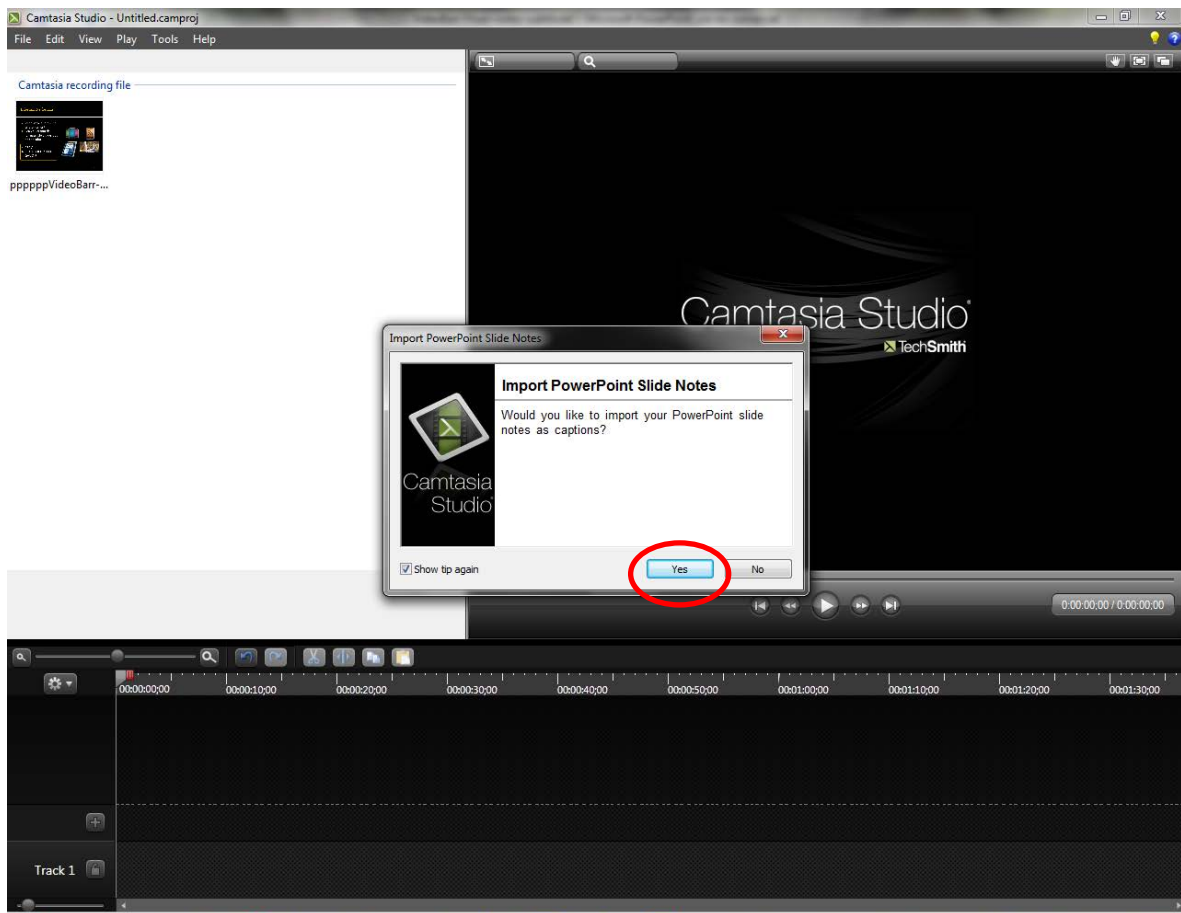 Camtasia Studio - Untitled.camproj
File Edit View Play Tools Help
Camtasia recording file
ppppppVideoBarr-...
Camtasia Studio
TechSmith
Import PowerPoint Slide Notes
Import PowerPoint Slide Notes
Would you like to import your PowerPoint slide
notes as captions?
Camtasia
Studio
Show tip again
Yes
No
0:00:00;00 / 0:00:00;00
00:00:00;00 00:00:10;00 00:00:20;00 00:00:30;00 00:00:40;00 00:00:50;00 00:01:00;00 00:01:10;00 00:01:20;00 00:01:30;00
Track 1